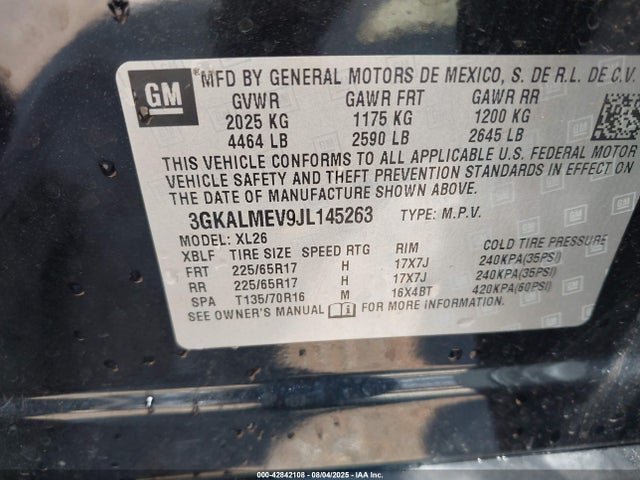 GM
*MFD BY GENERAL MOTORS DE MEXICO, S. DE R.L. DE C.V.
GVWR GAWR FRT GAWR RR
2025 KG 1175 KG 1200 KG
4464 LB 2590 LB 2645 LB
THIS VEHICLE CONFORMS TO ALL APPLICABLE U.S. FEDERAL MOTOR
VEHICLE SAFETY AND THEFT PREVENTION STANDARDS IN EFFECT ON
THE DATE OF MANUFACTURE SHOWN ABOVE.
3GKALMEV9JL145263 TYPE: M.P.V.
MODEL: XL26
XBLF TIRE SIZE SPEED RTG RIM COLD TIRE PRESSURE
FRT 225/65R17 H 17X7J 240KPA(35PSI)
RR 225/65R17 H 17X7J 240KPA(35PSI)
SPA T135/70R16 M 16X4BT 420KPA(60PSI)
SEE OWNER'S MANUAL FOR MORE INFORMATION.
000-42842108 - 08/04/2025 - IAA Inc.